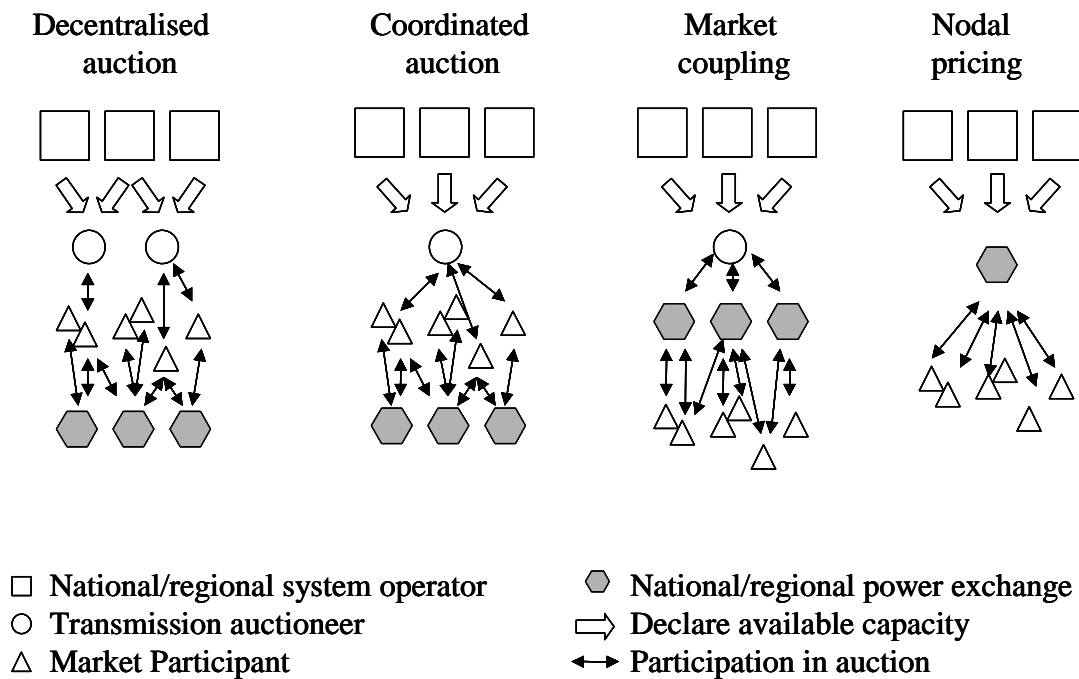 Decentralised
auction
Coordinated
auction
Market
coupling
Nodal
pricing
National/regional system operator
Transmission auctioneer
Market Participant
National/regional power exchange
Declare available capacity
Participation in auction